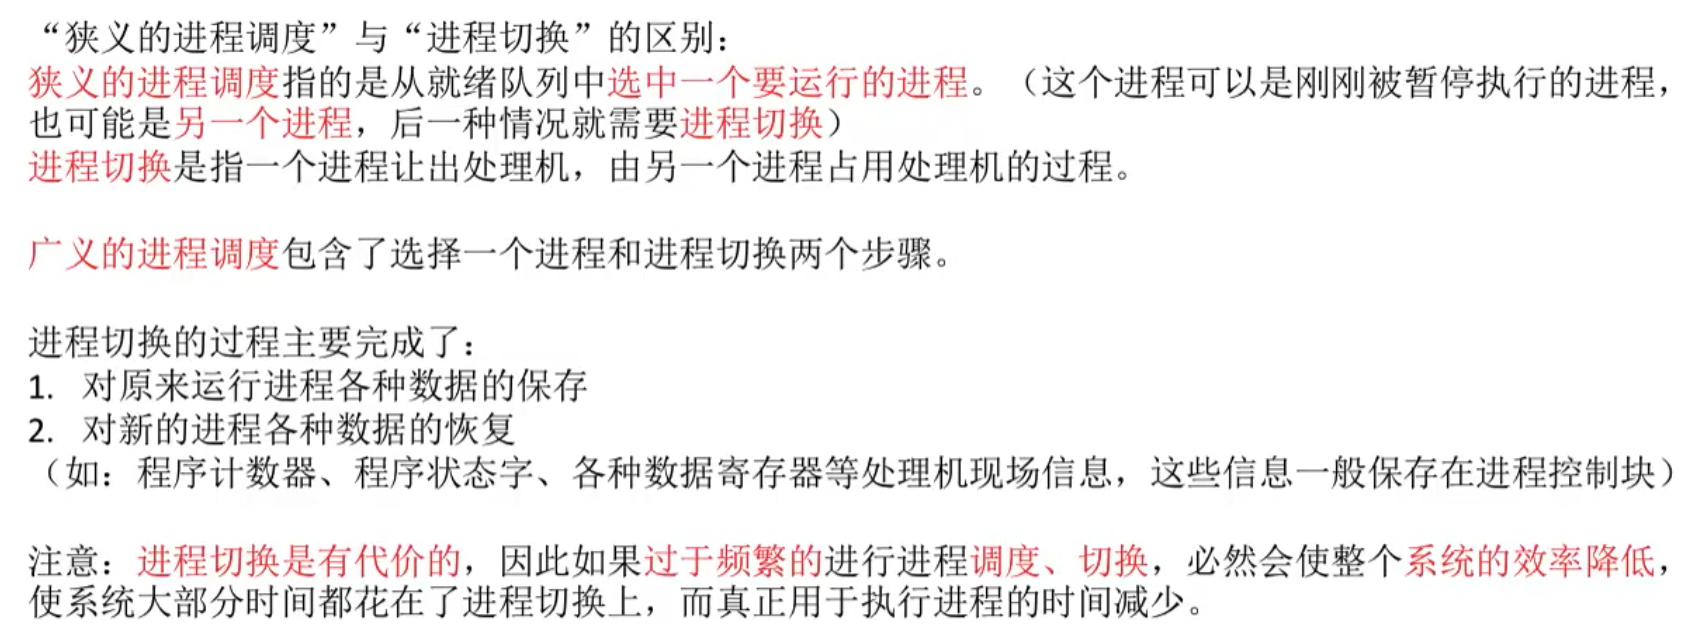 “狭义的进程调度”与“进程切换”的区别：
狭义的进程调度指的是从就绪队列中选中一个要运行的进程。（这个进程可以是刚刚被暂停执行的进程，
也可能是另一个进程，后一种情况就需要进程切换）
进程切换是指一个进程让出处理机，由另一个进程占用处理机的过程。
广义的进程调度包含了选择一个进程和进程切换两个步骤。
进程切换的过程主要完成了：
1. 对原来运行进程各种数据的保存
2. 对新的进程各种数据的恢复
（如：程序计数器、程序状态字、各种数据寄存器等处理机现场信息，这些信息一般保存在进程控制块）
注意：进程切换是有代价的，因此如果过于频繁的进行进程调度、切换，必然会使整个系统的效率降低，
使系统大部分时间都花在了进程切换上，而真正用于执行进程的时间减少。